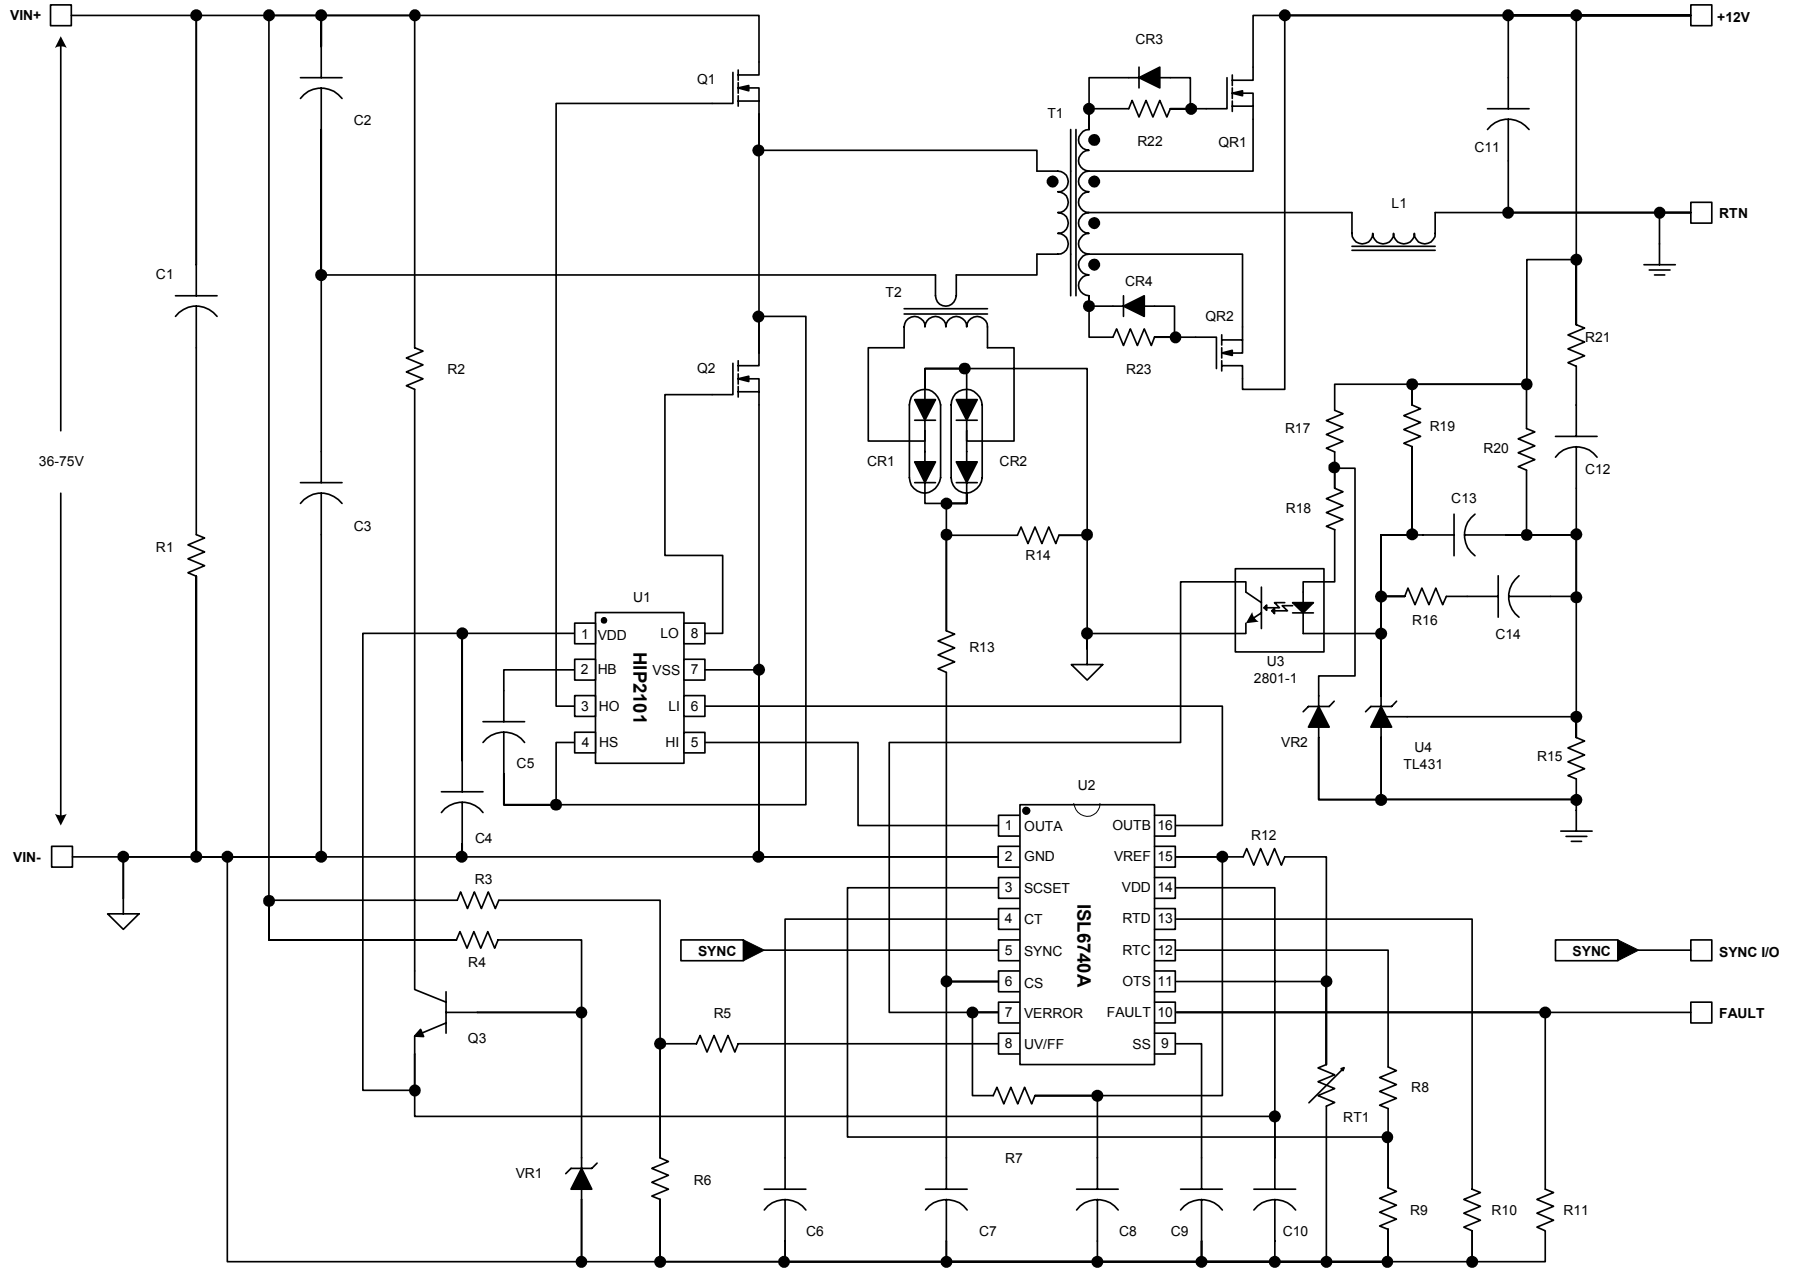 VIN+
+12V
CR3
Q1
T1
C2
R22
QR1
C11
L1
RTN
C1
T2
CR4
QR2
R21
R2
Q2
R23
R17
R19
R20
36-75V
CR1
CR2
C12
C3
R18
C13
R1
R14
U1
R16
C14
R13
U3
2801-1
1 VDD
LO 8
2 HB
VSS 7
3 HO
LI 6
4 HS
HI 5
HIP2101
C5
VR2
U4
TL431
R15
U2
C4
R12
VIN-
1 OUTA
OUTB 16
2 GND
VREF 15
3 SCSET
VDD 14
4 CT
RTD 13
5 SYNC
RTC 12
6 CS
OTS 11
7 VERROR
FAULT 10
8 UV/FF
SS 9
ISL6740A
R3
R4
SYNC
SYNC
SYNC I/O
FAULT
R5
Q3
R8
RT1
R7
VR1
R6
C6
C7
C8
C9
C10
R9
R10
R11